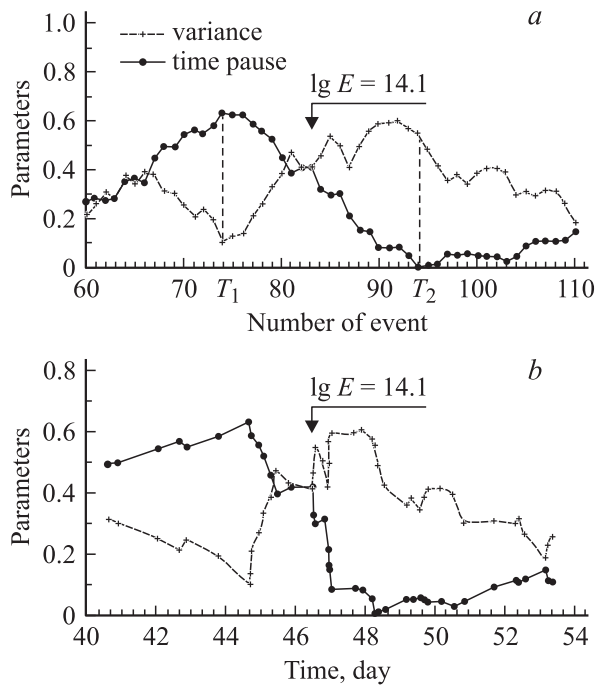 a
1.0
variance
time pause
0.8
lg E = 14.1
0.6
0.4
0.2
0
Parameters
60 70 T1 80 90 T2 100 110
Number of event
b
0.8
lg E = 14.1
0.6
0.4
0.2
0
Parameters
40 42 44 46 48 50 52 54
Time, day